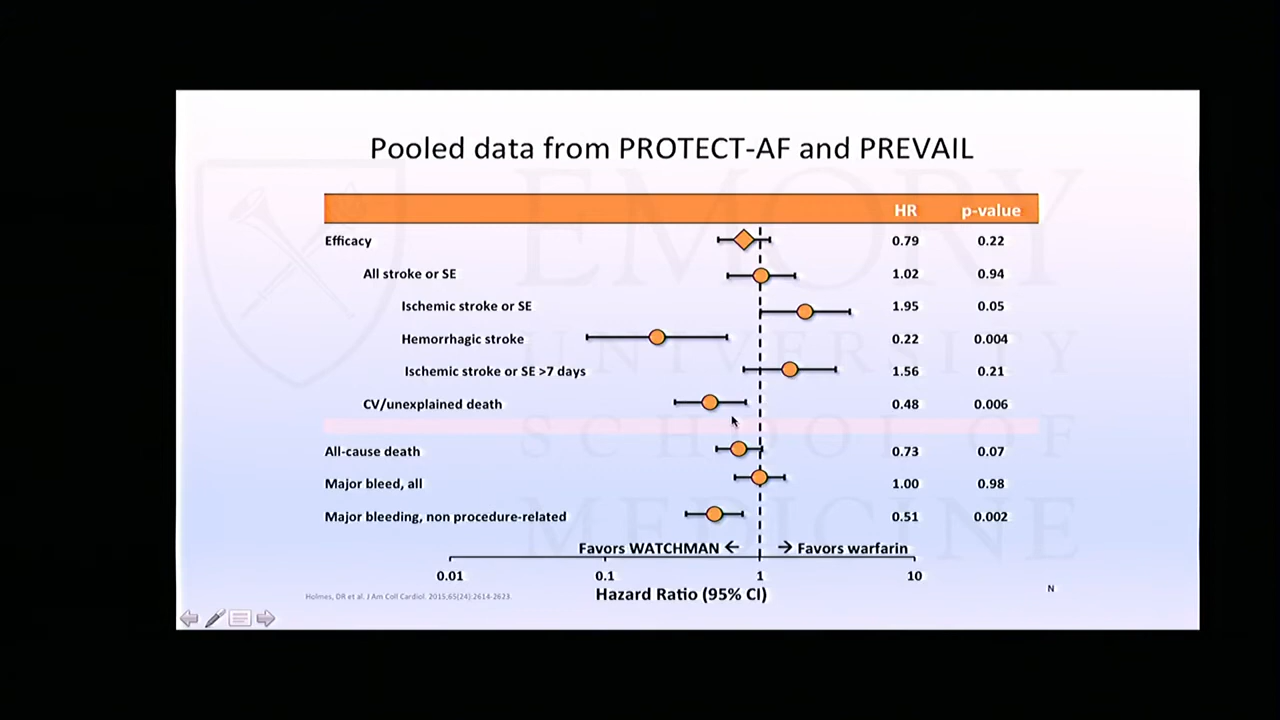 Pooled data from PROTECT-AF and PREVAIL
HR p-value
Efficacy 0.79 0.22
All stroke or SE 1.02 0.94
Ischemic stroke or SE 1.95 0.05
Hemorrhagic stroke 0.22 0.004
Ischemic stroke or SE >7 days 1.56 0.21
CV/unexplained death 0.48 0.006
All-cause death 0.73 0.07
Major bleed, all 1.00 0.98
Major bleeding, non procedure-related 0.51 0.002
Favors WATCHMAN ← → Favors warfarin
0.01 0.1 1 10
Hazard Ratio (95% CI)
Holmes, DR et al. J Am Coll Cardiol. 2015;65(24):2614-2623.
N
EMORY
UNIVERSITY
SCHOOL OF
MEDICINE